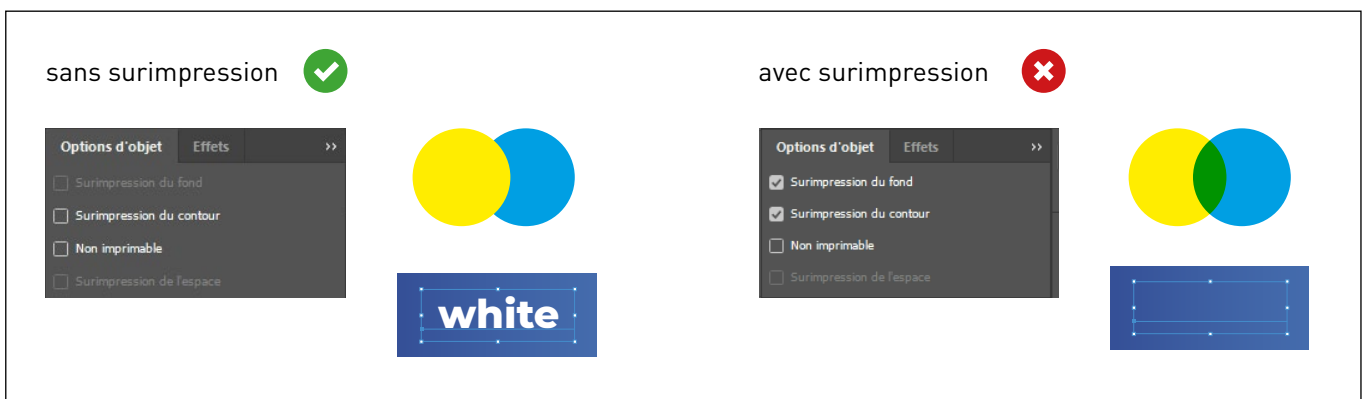 sans surimpression
Options d'objet Effets >>
Surimpression du fond
Surimpression du contour
Non imprimable
Surimpression de l'espace
white
avec surimpression
Options d'objet Effets >>
Surimpression du fond
Surimpression du contour
Non imprimable
Surimpression de l'espace